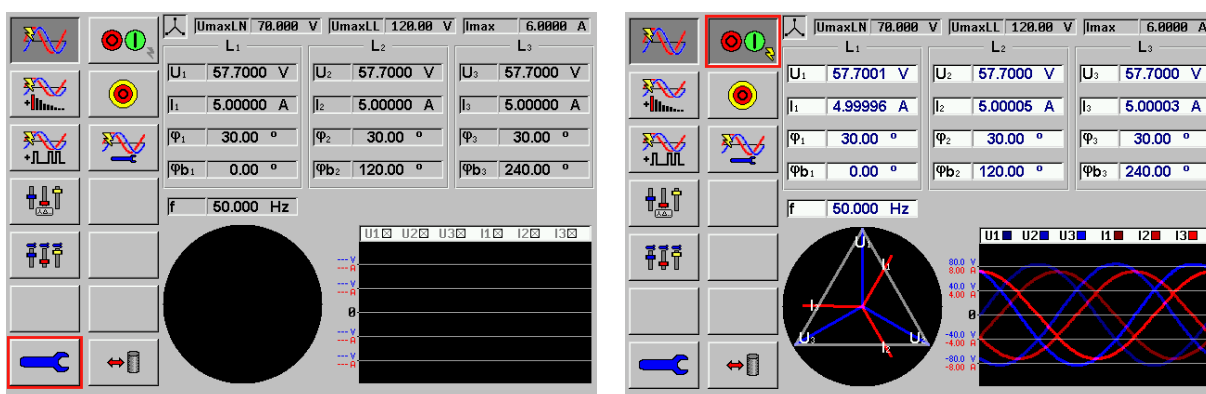 UmaxLN 70.000 V UmaxLL 120.00 V Imax 6.0000 A
L1 L2 L3
U1 57.7000 V U2 57.7000 V U3 57.7000 V
I1 5.00000 A I2 5.00000 A I3 5.00000 A
φ1 30.00 º φ2 30.00 º φ3 30.00 º
φb1 0.00 º φb2 120.00 º φb3 240.00 º
f 50.000 Hz
U1 U2 U3 I1 I2 I3
--- V
--- A
--- V
--- A
0
--- V
--- A
--- V
--- A
UmaxLN 70.000 V UmaxLL 120.00 V Imax 6.0000 A
L1 L2 L3
U1 57.7001 V U2 57.7000 V U3 57.7000 V
I1 4.99996 A I2 5.00005 A I3 5.00003 A
φ1 30.00 º φ2 30.00 º φ3 30.00 º
φb1 0.00 º φb2 120.00 º φb3 240.00 º
f 50.000 Hz
U1 U2 U3 I1 I2 I3
80.0 V
8.00 A
40.0 V
4.00 A
0
-40.0 V
-4.00 A
-80.0 V
-8.00 A
U1
I1
I3
U3
I2
U2